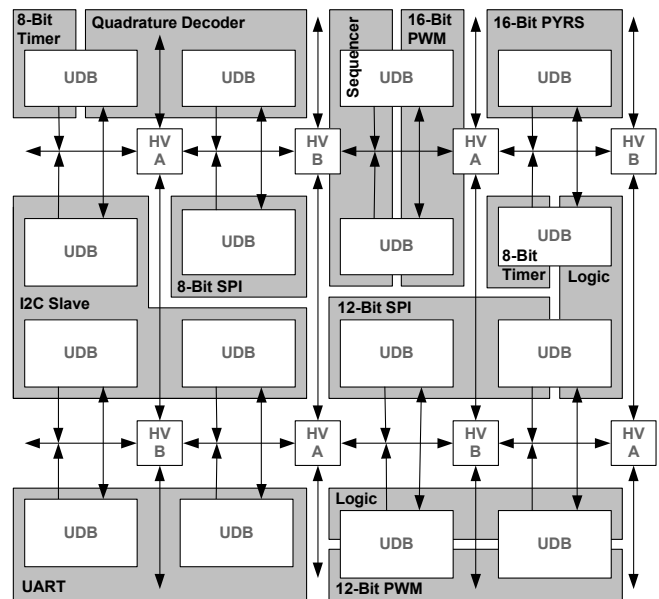 8-Bit
Timer
Quadrature Decoder
Sequencer
16-Bit
PWM
16-Bit PYRS
UDB
UDB
UDB
UDB
UDB
HV
A
HV
B
HV
A
HV
B
UDB
UDB
UDB
UDB
8-Bit
Timer
Logic
8-Bit SPI
I2C Slave
12-Bit SPI
UDB
UDB
UDB
UDB
HV
B
HV
A
HV
B
HV
A
Logic
UDB
UDB
UDB
UDB
UART
12-Bit PWM